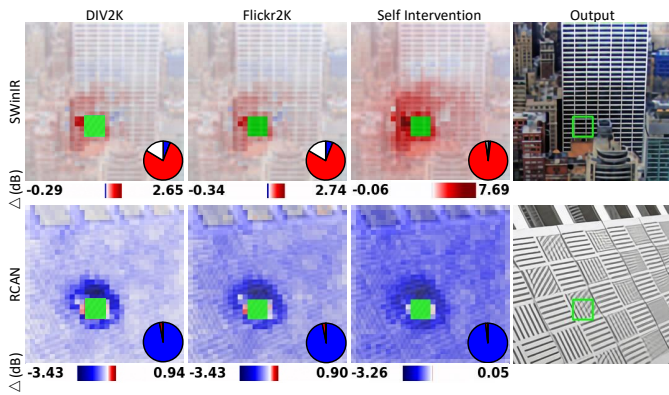 DIV2K Flickr2K Self Intervention Output
SWinIR
△ (dB) -0.29 2.65 -0.34 2.74 -0.06 7.69
RCAN
△ (dB) -3.43 0.94 -3.43 0.90 -3.26 0.05